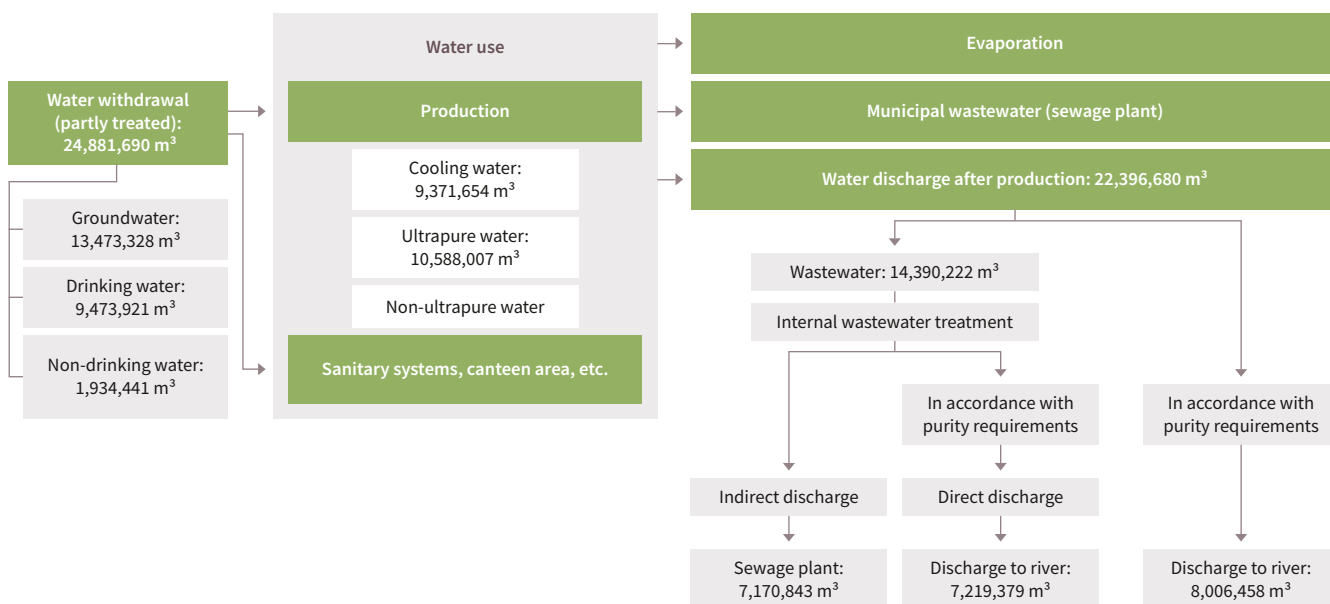 Water withdrawal
(partly treated):
24,881,690 m³
Groundwater:
13,473,328 m³
Drinking water:
9,473,921 m³
Non-drinking water:
1,934,441 m³
Water use
Production
Cooling water:
9,371,654 m³
Ultrapure water:
10,588,007 m³
Non-ultrapure water
Sanitary systems, canteen area, etc.
Evaporation
Municipal wastewater (sewage plant)
Water discharge after production: 22,396,680 m³
Wastewater: 14,390,222 m³
Internal wastewater treatment
In accordance with
purity requirements
In accordance with
purity requirements
Indirect discharge
Direct discharge
Sewage plant:
7,170,843 m³
Discharge to river:
7,219,379 m³
Discharge to river:
8,006,458 m³